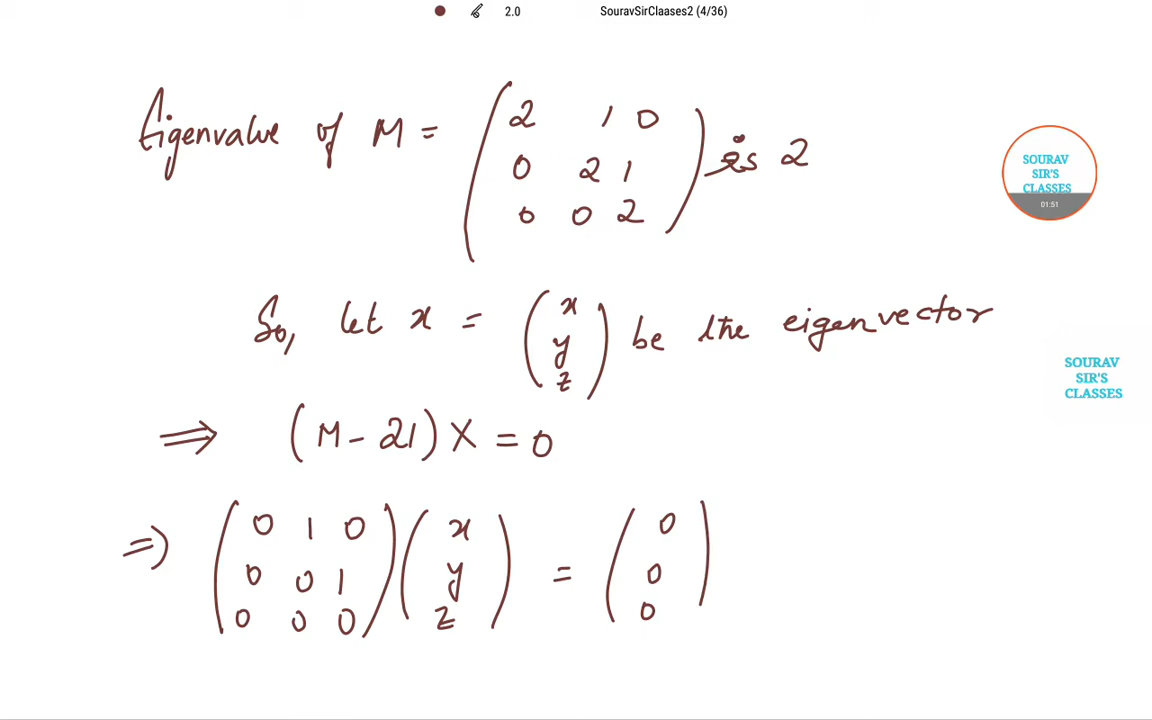 2.0 SouravSirClaases2 (4/36)
Eigenvalue of M = ( 2 1 0
0 2 1
0 0 2 ) is 2
SOURAV
SIR'S
CLASSES
01:51
So, let x = ( x
y
z ) be the eigenvector
SOURAV
SIR'S
CLASSES
⟹ (M - 2I) X = 0
⇒ ( 0 1 0 ) ( x ) = ( 0 )
( 0 0 1 ) ( y ) ( 0 )
( 0 0 0 ) ( z ) ( 0 )